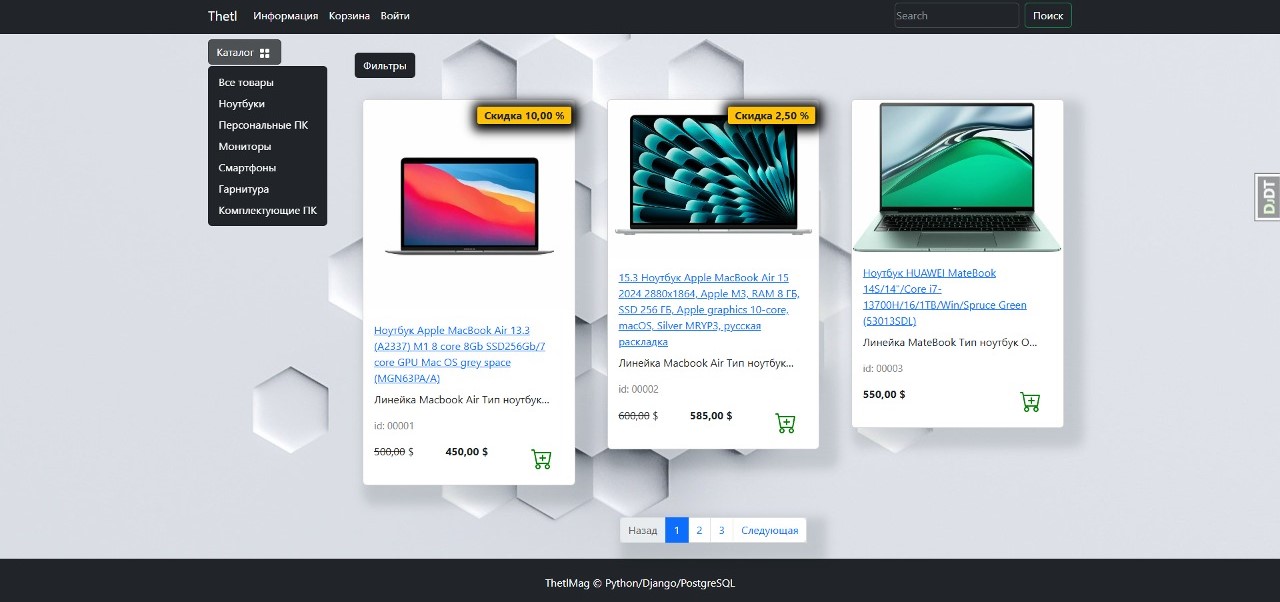 Thetl Информация Корзина Войти Search Поиск
Каталог
Фильтры
Все товары
Ноутбуки
Персональные ПК
Мониторы
Смартфоны
Гарнитура
Комплектующие ПК
Скидка 10,00 %
Ноутбук Apple MacBook Air 13.3
(A2337) M1 8 core 8Gb SSD256Gb/7
core GPU Mac OS grey space
(MGN63PA/A)
Линейка Macbook Air Тип ноутбук...
id: 00001
500,00 $ 450,00 $
Скидка 2,50 %
15.3 Ноутбук Apple MacBook Air 15
2024 2880x1864, Apple M3, RAM 8 ГБ,
SSD 256 ГБ, Apple graphics 10-core,
macOS, Silver MRYP3, русская
раскладка
Линейка Macbook Air Тип ноутбук...
id: 00002
600,00 $ 585,00 $
Ноутбук HUAWEI MateBook
14S/14"/Core i7-
13700H/16/1TB/Win/Spruce Green
(53013SDL)
Линейка MateBook Тип ноутбук О...
id: 00003
550,00 $
Назад 1 2 3 Следующая
DJDT
ThetlMag © Python/Django/PostgreSQL